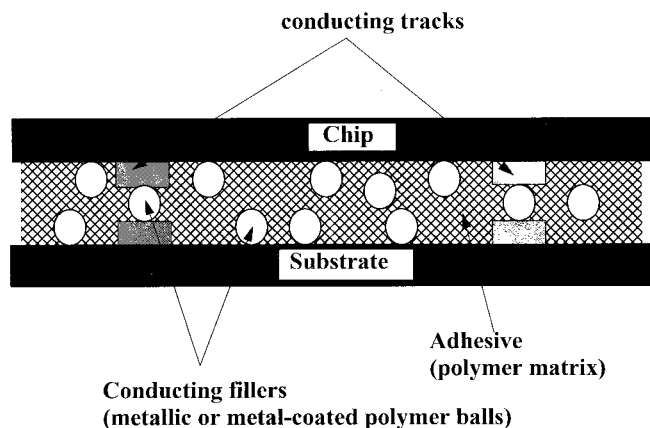 conducting tracks
Chip
Substrate
Adhesive
(polymer matrix)
Conducting fillers
(metallic or metal-coated polymer balls)